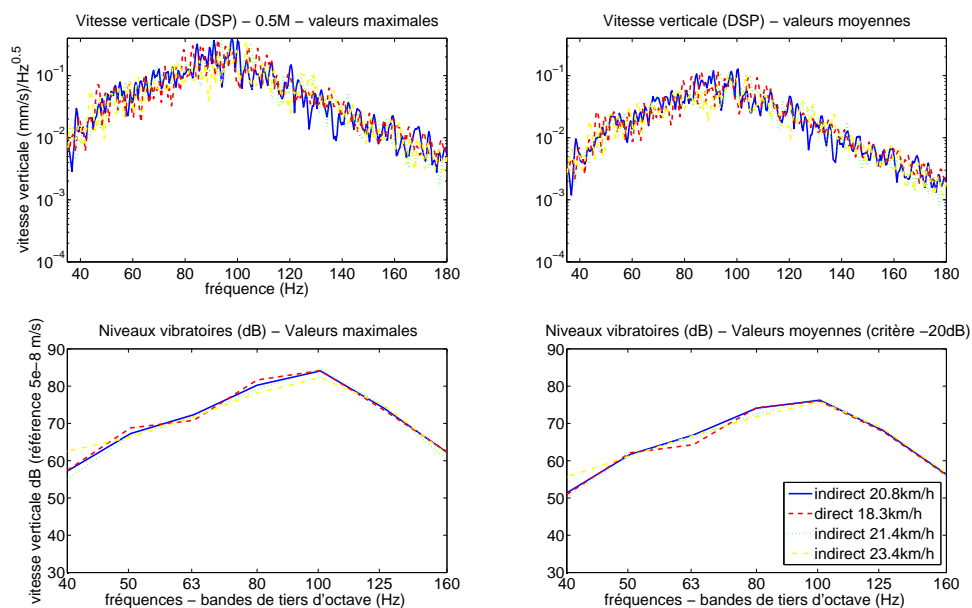 Vitesse verticale (DSP) − 0.5M − valeurs maximales
Vitesse verticale (DSP) − valeurs moyennes
vitesse verticale (mm/s)/Hz^0.5
10^−1
10^−2
10^−3
10^−4
40 60 80 100 120 140 160 180
fréquence (Hz)
10^−1
10^−2
10^−3
10^−4
40 60 80 100 120 140 160 180
Niveaux vibratoires (dB) − Valeurs maximales
Niveaux vibratoires (dB) − Valeurs moyennes (critère −20dB)
vitesse verticale dB (référence 5e−8 m/s)
90
80
70
60
50
40
30
40 50 63 80 100 125 160
fréquences − bandes de tiers d'octave (Hz)
90
80
70
60
50
40
30
indirect 20.8km/h
direct 18.3km/h
indirect 21.4km/h
indirect 23.4km/h
40 50 63 80 100 125 160
fréquences − bandes de tiers d'octave (Hz)